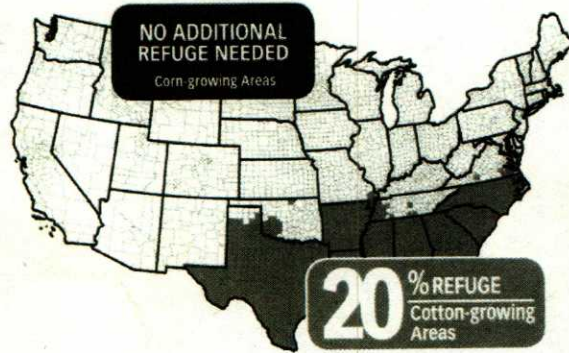 NO ADDITIONAL
REFUGE NEEDED
Corn-growing Areas
20% REFUGE
Cotton-growing
Areas